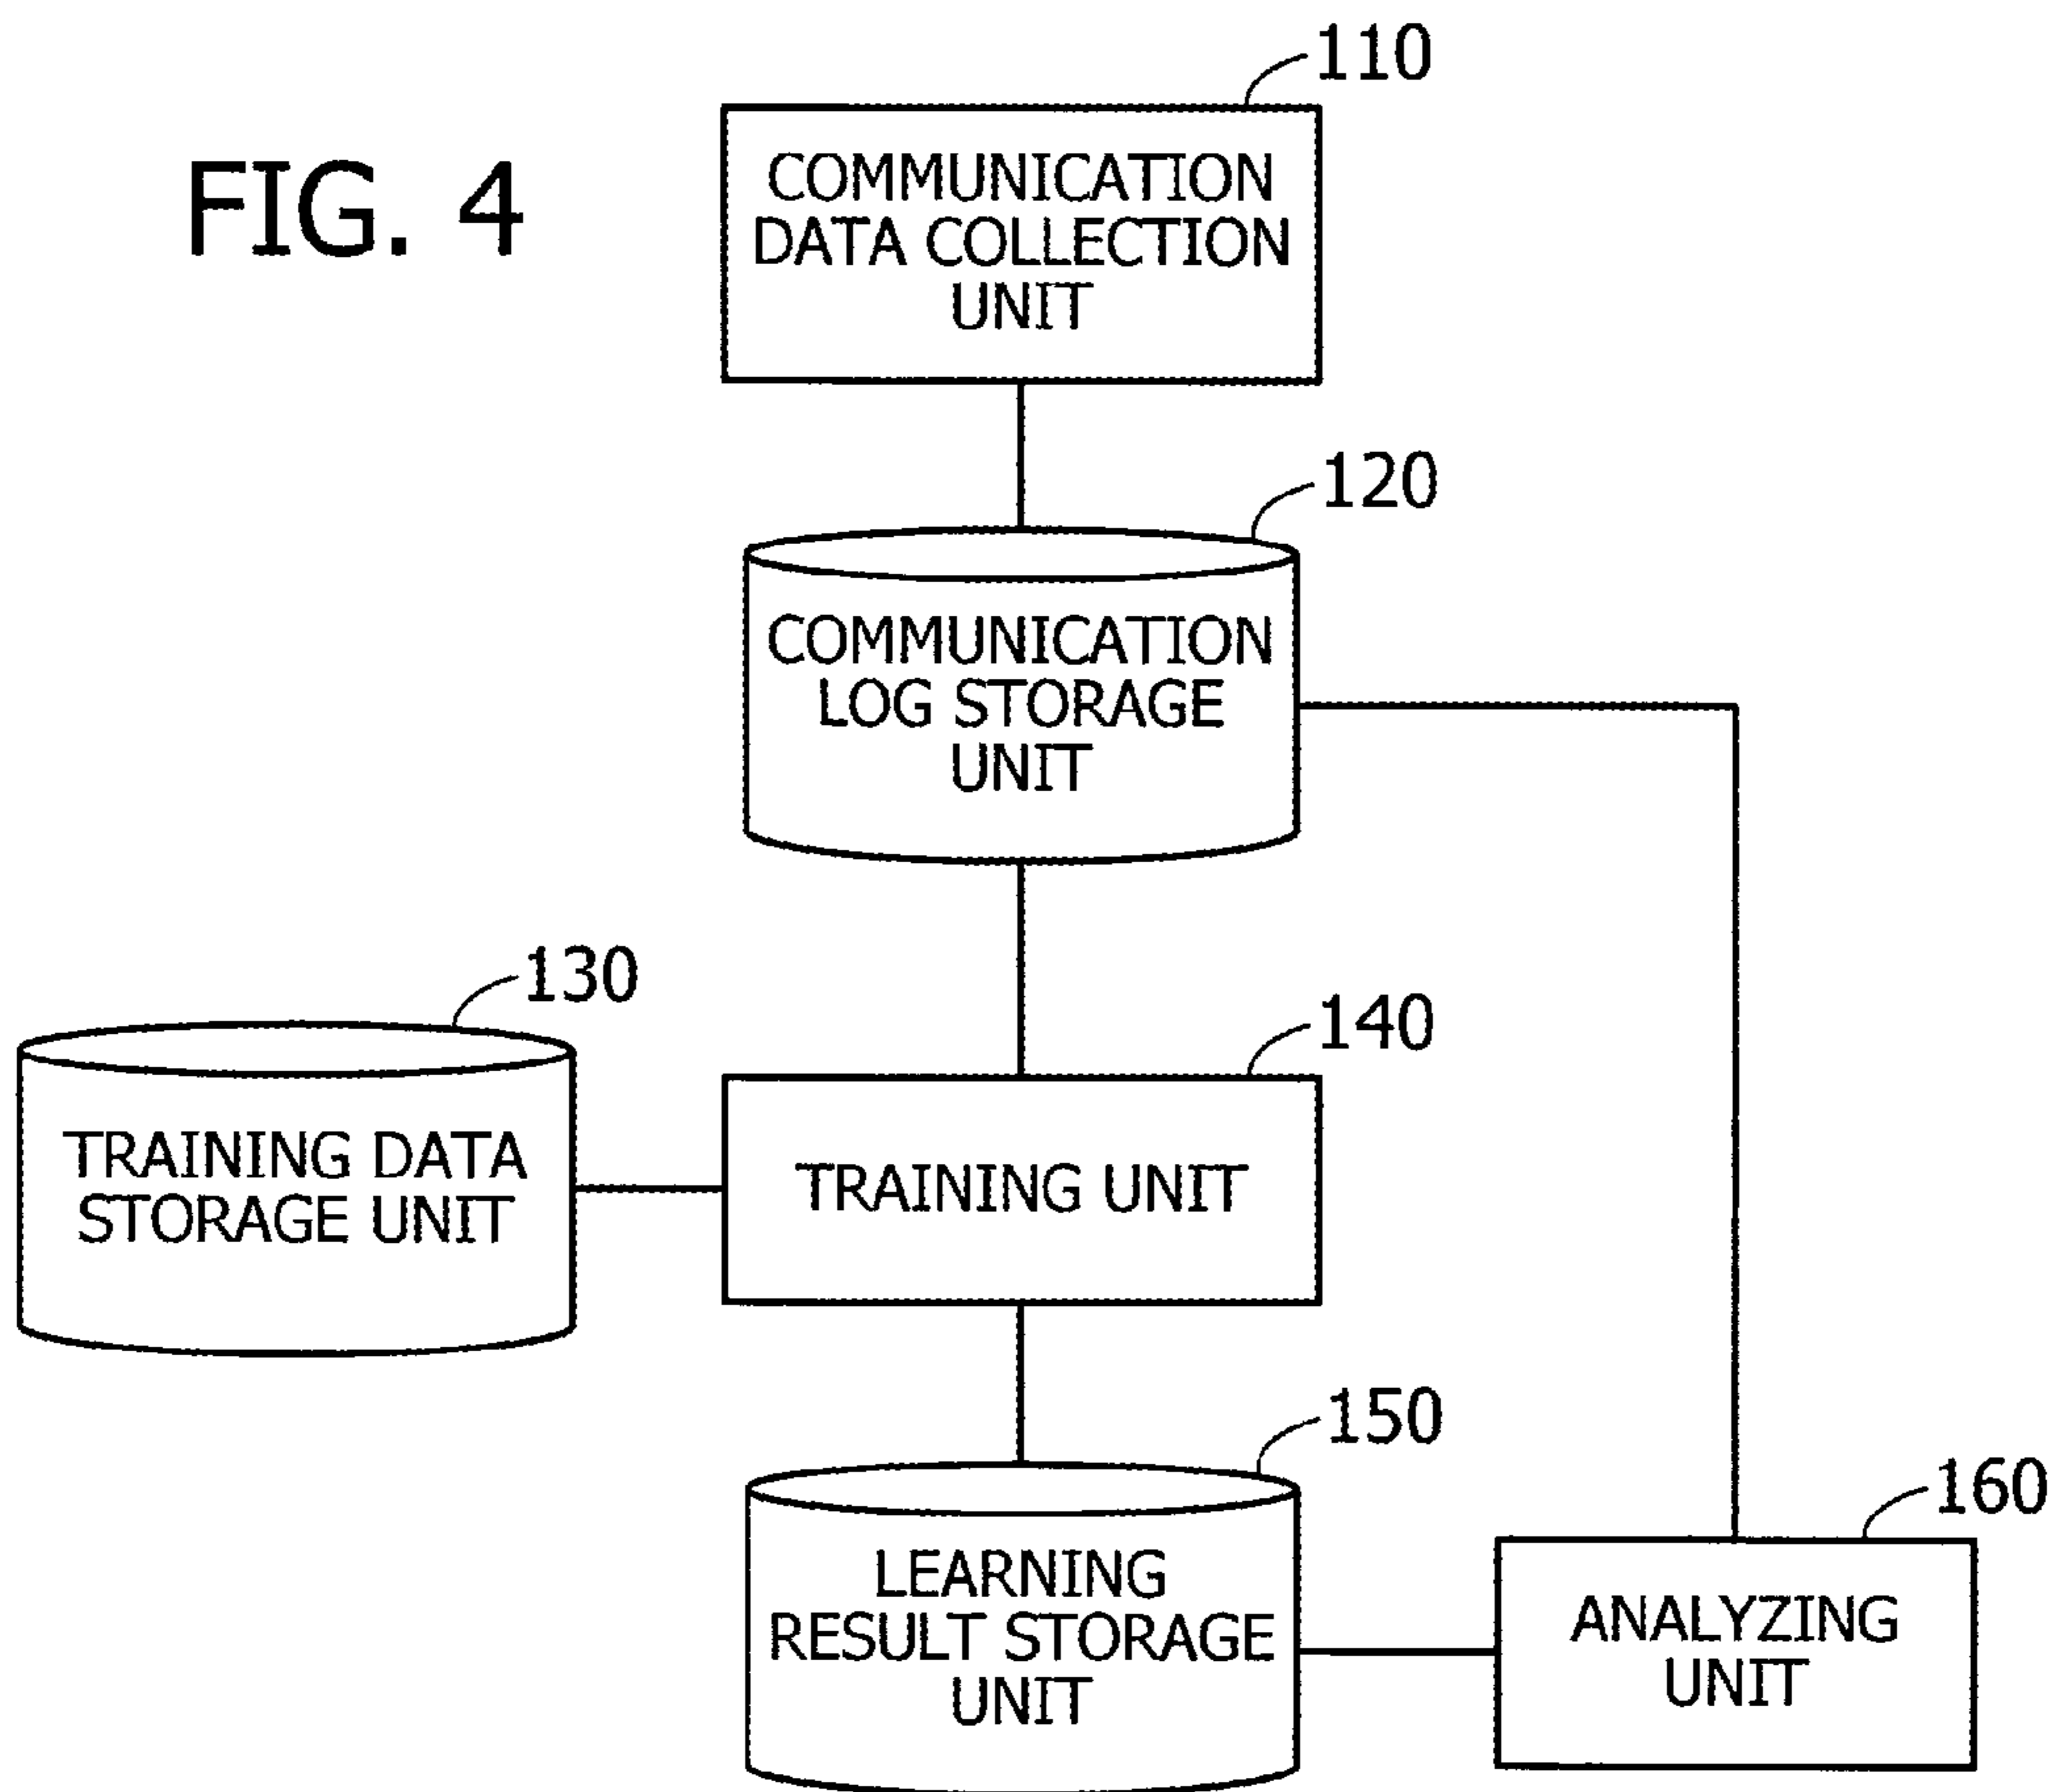 FIG. 4
110
COMMUNICATION
DATA COLLECTION
UNIT
120
COMMUNICATION
LOG STORAGE
UNIT
130
TRAINING DATA
STORAGE UNIT
140
TRAINING UNIT
150
LEARNING
RESULT STORAGE
UNIT
160
ANALYZING
UNIT